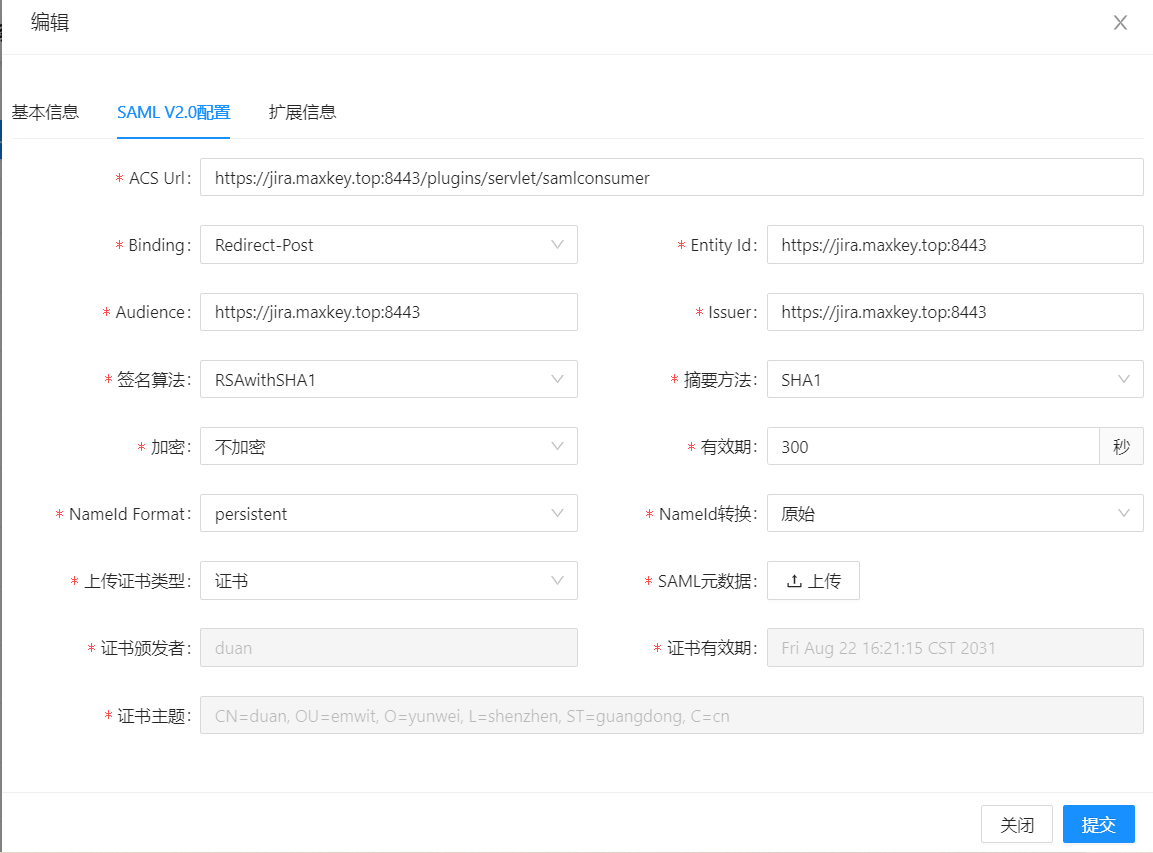 编辑
基本信息 SAML V2.0配置 扩展信息
* ACS Url: https://jira.maxkey.top:8443/plugins/servlet/samlconsumer
* Binding: Redirect-Post * Entity Id: https://jira.maxkey.top:8443
* Audience: https://jira.maxkey.top:8443 * Issuer: https://jira.maxkey.top:8443
* 签名算法: RSAwithSHA1 * 摘要方法: SHA1
* 加密: 不加密 * 有效期: 300 秒
* NameId Format: persistent * NameId转换: 原始
* 上传证书类型: 证书 * SAML元数据: 上传
* 证书颁发者: duan * 证书有效期: Fri Aug 22 16:21:15 CST 2031
* 证书主题: CN=duan, OU=emwit, O=yunwei, L=shenzhen, ST=guangdong, C=cn
关闭 提交